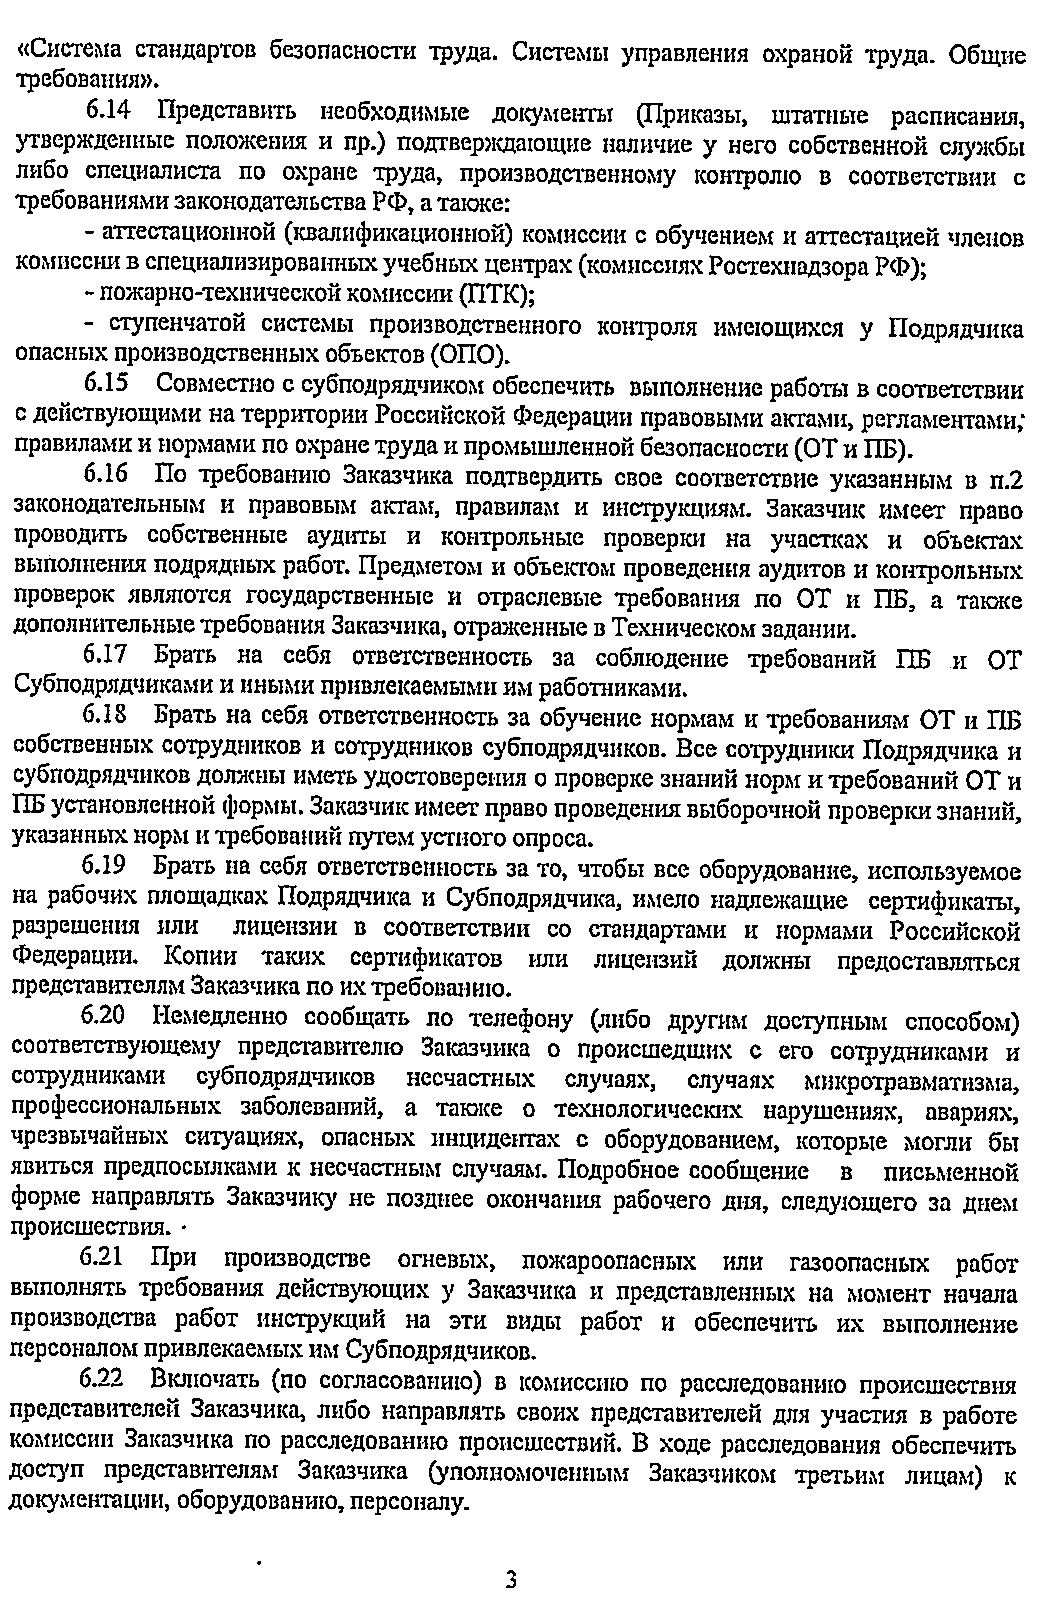 «Система стандартов безопасности труда. Системы управления охраной труда. Общие
требования».
6.14 Представить необходимые документы (Приказы, штатные расписания,
утвержденные положения и пр.) подтверждающие наличие у него собственной службы
либо специалиста по охране труда, производственному контролю в соответствии с
требованиями законодательства РФ, а также:
- аттестационной (квалификационной) комиссии с обучением и аттестацией членов
комиссии в специализированных учебных центрах (комиссиях Ростехнадзора РФ);
- пожарно-технической комиссии (ПТК);
- ступенчатой системы производственного контроля имеющихся у Подрядчика
опасных производственных объектов (ОПО).
6.15 Совместно с субподрядчиком обеспечить выполнение работы в соответствии
с действующими на территории Российской Федерации правовыми актами, регламентами,
правилами и нормами по охране труда и промышленной безопасности (ОТ и ПБ).
6.16 По требованию Заказчика подтвердить свое соответствие указанным в п.2
законодательным и правовым актам, правилам и инструкциям. Заказчик имеет право
проводить собственные аудиты и контрольные проверки на участках и объектах
выполнения подрядных работ. Предметом и объектом проведения аудитов и контрольных
проверок являются государственные и отраслевые требования по ОТ и ПБ, а также
дополнительные требования Заказчика, отраженные в Техническом задании.
6.17 Брать на себя ответственность за соблюдение требований ПБ и ОТ
Субподрядчиками и иными привлекаемыми им работниками.
6.18 Брать на себя ответственность за обучение нормам и требованиям ОТ и ПБ
собственных сотрудников и сотрудников субподрядчиков. Все сотрудники Подрядчика и
субподрядчиков должны иметь удостоверения о проверке знаний норм и требований ОТ и
ПБ установленной формы. Заказчик имеет право проведения выборочной проверки знаний,
указанных норм и требований путем устного опроса.
6.19 Брать на себя ответственность за то, чтобы все оборудование, используемое
на рабочих площадках Подрядчика и Субподрядчика, имело надлежащие сертификаты,
разрешения или лицензии в соответствии со стандартами и нормами Российской
Федерации. Копии таких сертификатов или лицензий должны предоставляться
представителям Заказчика по их требованию.
6.20 Немедленно сообщать по телефону (либо другим доступным способом)
соответствующему представителю Заказчика о происшедших с его сотрудниками и
сотрудниками субподрядчиков несчастных случаях, случаях микротравматизма,
профессиональных заболеваний, а также о технологических нарушениях, авариях,
чрезвычайных ситуациях, опасных инцидентах с оборудованием, которые могли бы
явиться предпосылками к несчастным случаям. Подробное сообщение в письменной
форме направлять Заказчику не позднее окончания рабочего дня, следующего за днем
происшествия.
6.21 При производстве огневых, пожароопасных или газоопасных работ
выполнять требования действующих у Заказчика и представленных на момент начала
производства работ инструкций на эти виды работ и обеспечить их выполнение
персоналом привлекаемых им Субподрядчиков.
6.22 Включать (по согласованию) в комиссию по расследованию происшествия
представителей Заказчика, либо направлять своих представителей для участия в работе
комиссии Заказчика по расследованию происшествий. В ходе расследования обеспечить
доступ представителям Заказчика (уполномоченным Заказчиком третьим лицам) к
документации, оборудованию, персоналу.
3